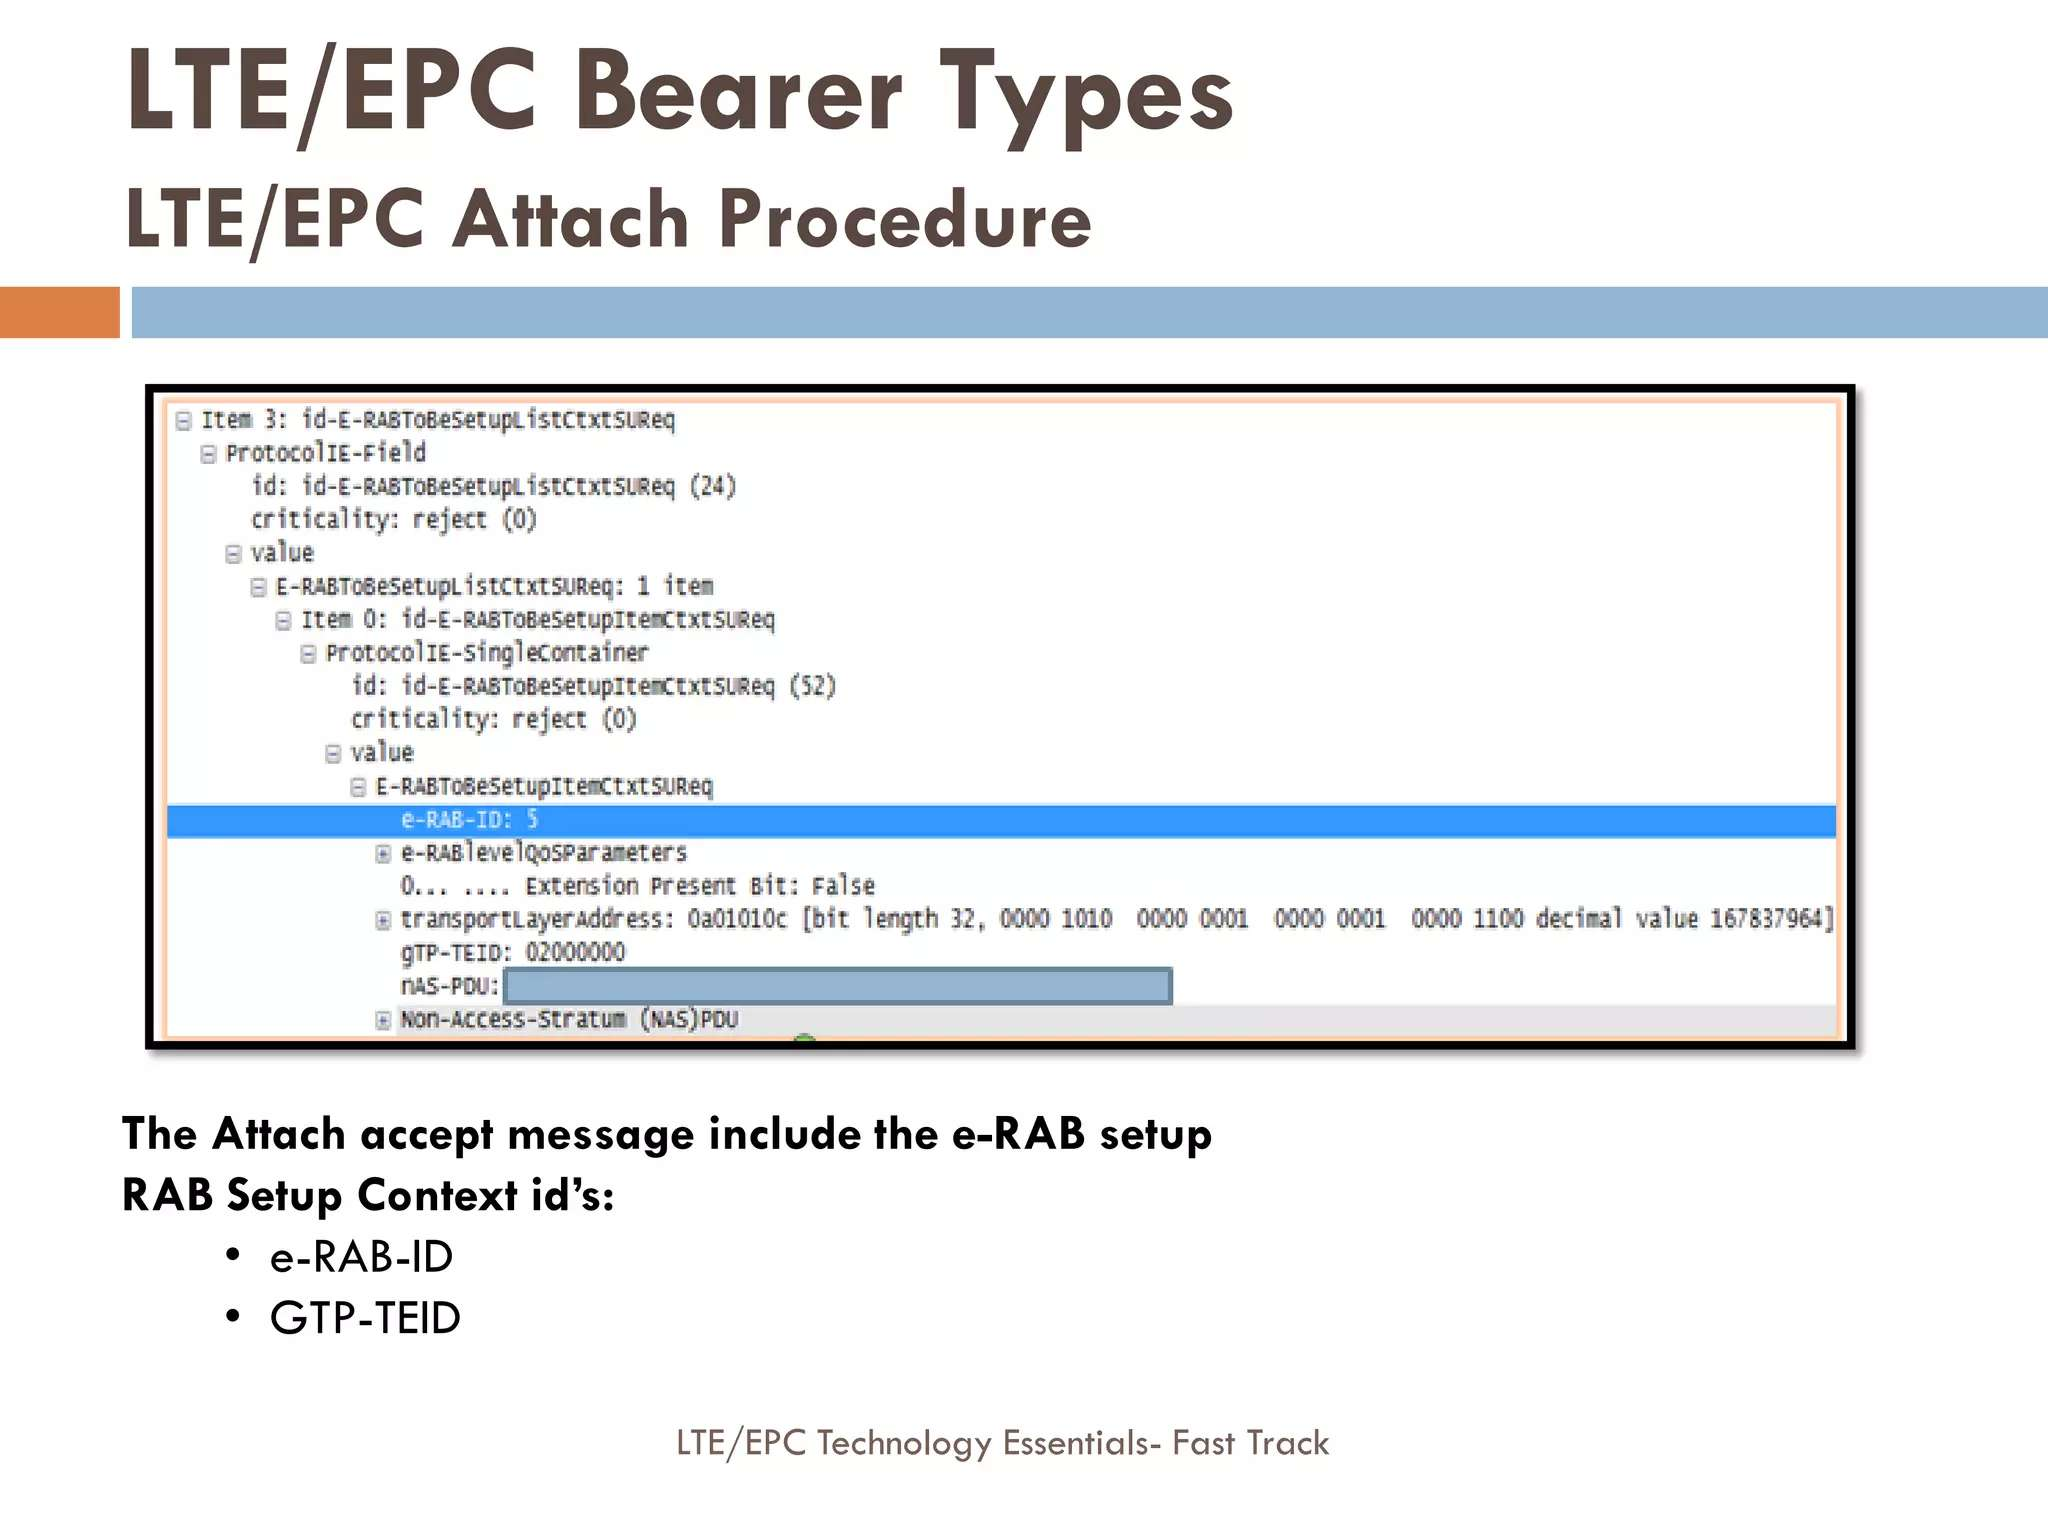 LTE/EPC Bearer Types
LTE/EPC Attach Procedure
Item 3: id-E-RABToBeSetupListCtxtSUReq
ProtocolIE-Field
id: id-E-RABToBeSetupListCtxtSUReq (24)
criticality: reject (0)
value
E-RABToBeSetupListCtxtSUReq: 1 item
Item 0: id-E-RABToBeSetupItemCtxtSUReq
ProtocolIE-SingleContainer
id: id-E-RABToBeSetupItemCtxtSUReq (52)
criticality: reject (0)
value
E-RABToBeSetupItemCtxtSUReq
e-RAB-ID: 5
e-RABlevelQoSParameters
0... .... Extension Present Bit: False
transportLayerAddress: 0a01010c [bit length 32, 0000 1010 0000 0001 0000 0001 0000 1100 decimal value 167837964]
gTP-TEID: 02000000
nAS-PDU:
Non-Access-Stratum (NAS)PDU
The Attach accept message include the e-RAB setup
RAB Setup Context id’s:
• e-RAB-ID
• GTP-TEID
LTE/EPC Technology Essentials- Fast Track